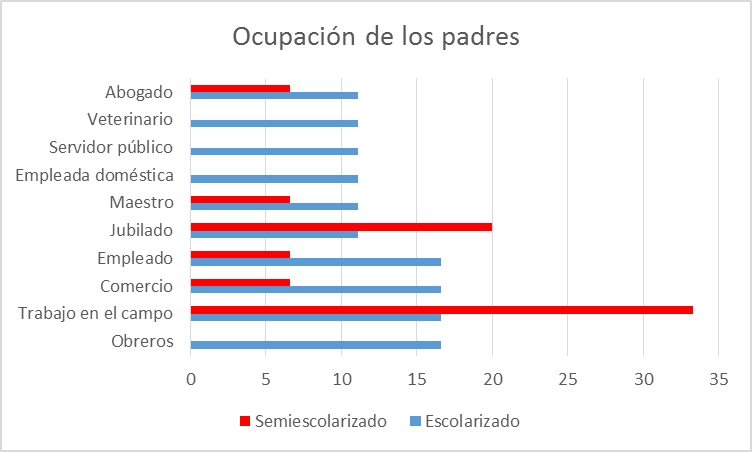 Ocupación de los padres
Abogado
Veterinario
Servidor público
Empleada doméstica
Maestro
Jubilado
Empleado
Comercio
Trabajo en el campo
Obreros
0 5 10 15 20 25 30 35
Semiescolarizado Escolarizado